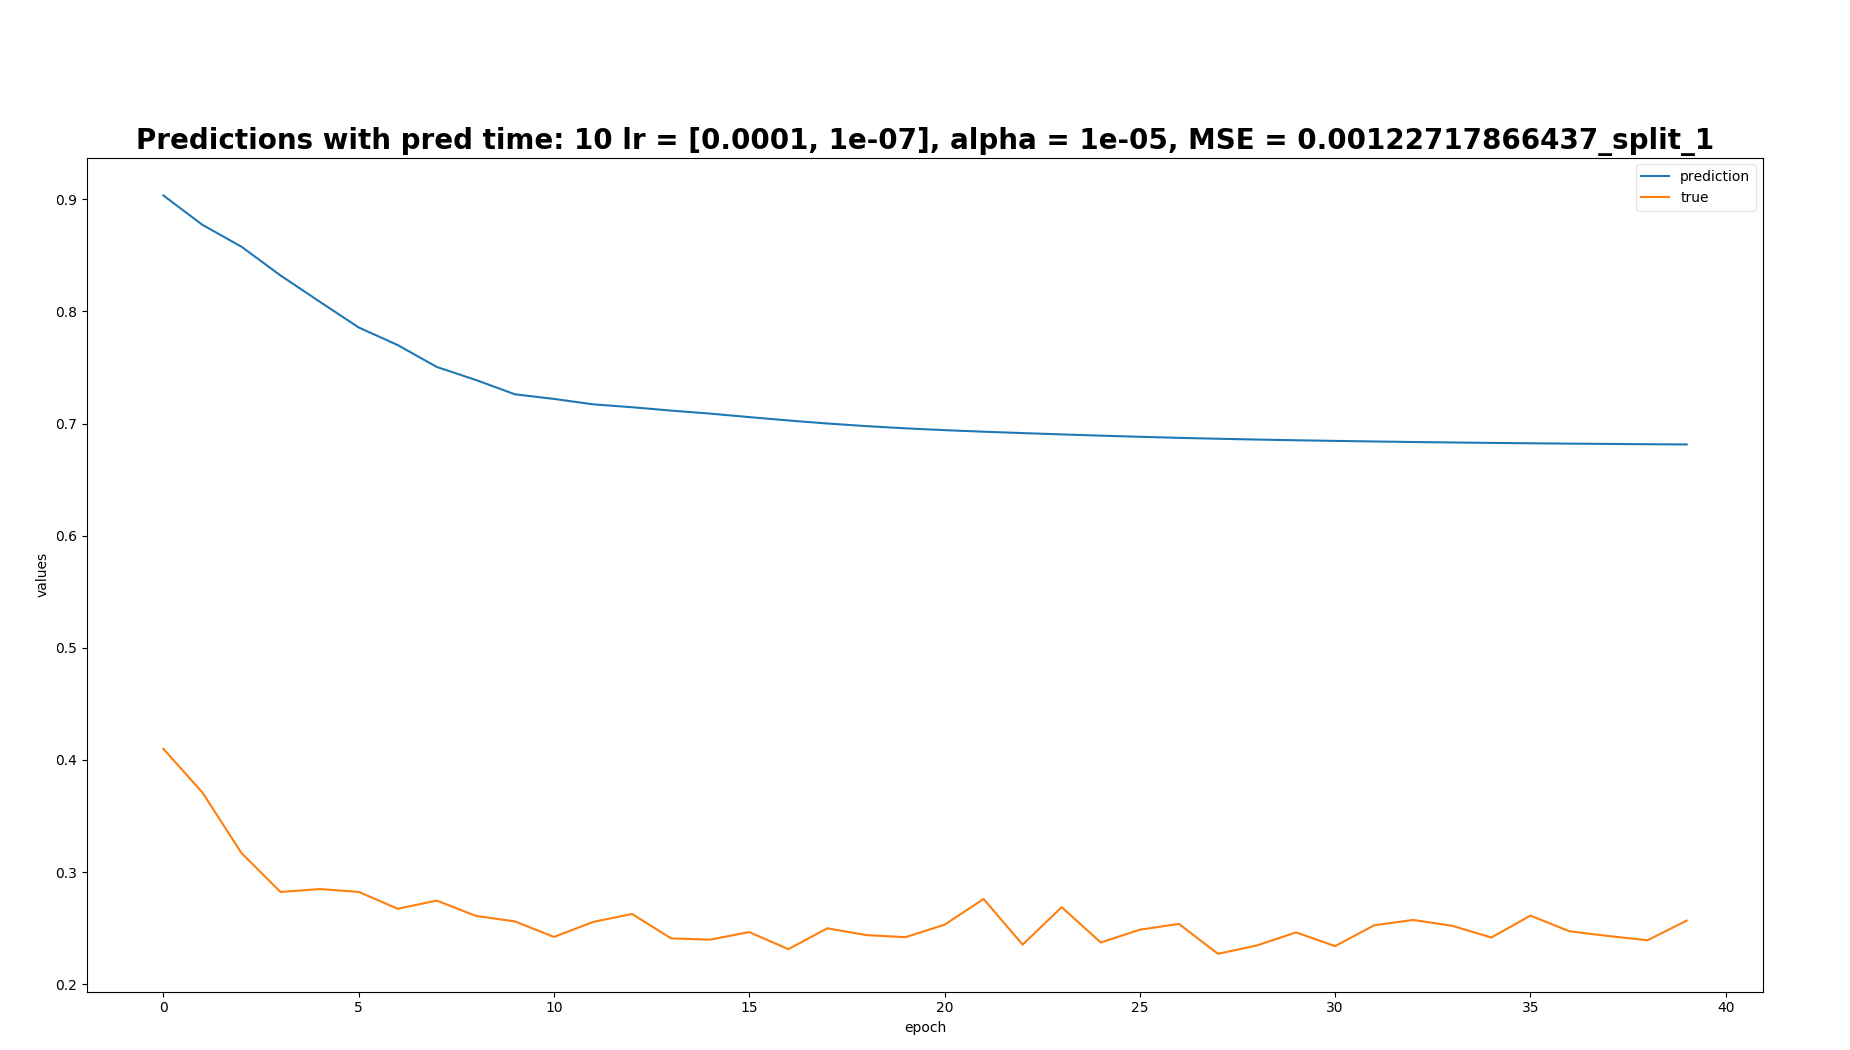 Predictions with pred time: 10 lr = [0.0001, 1e-07], alpha = 1e-05, MSE = 0.00122717866437_split_1
prediction
true
0.9
0.8
0.7
0.6
0.5
0.4
0.3
0.2
values
0 5 10 15 20 25 30 35 40
epoch